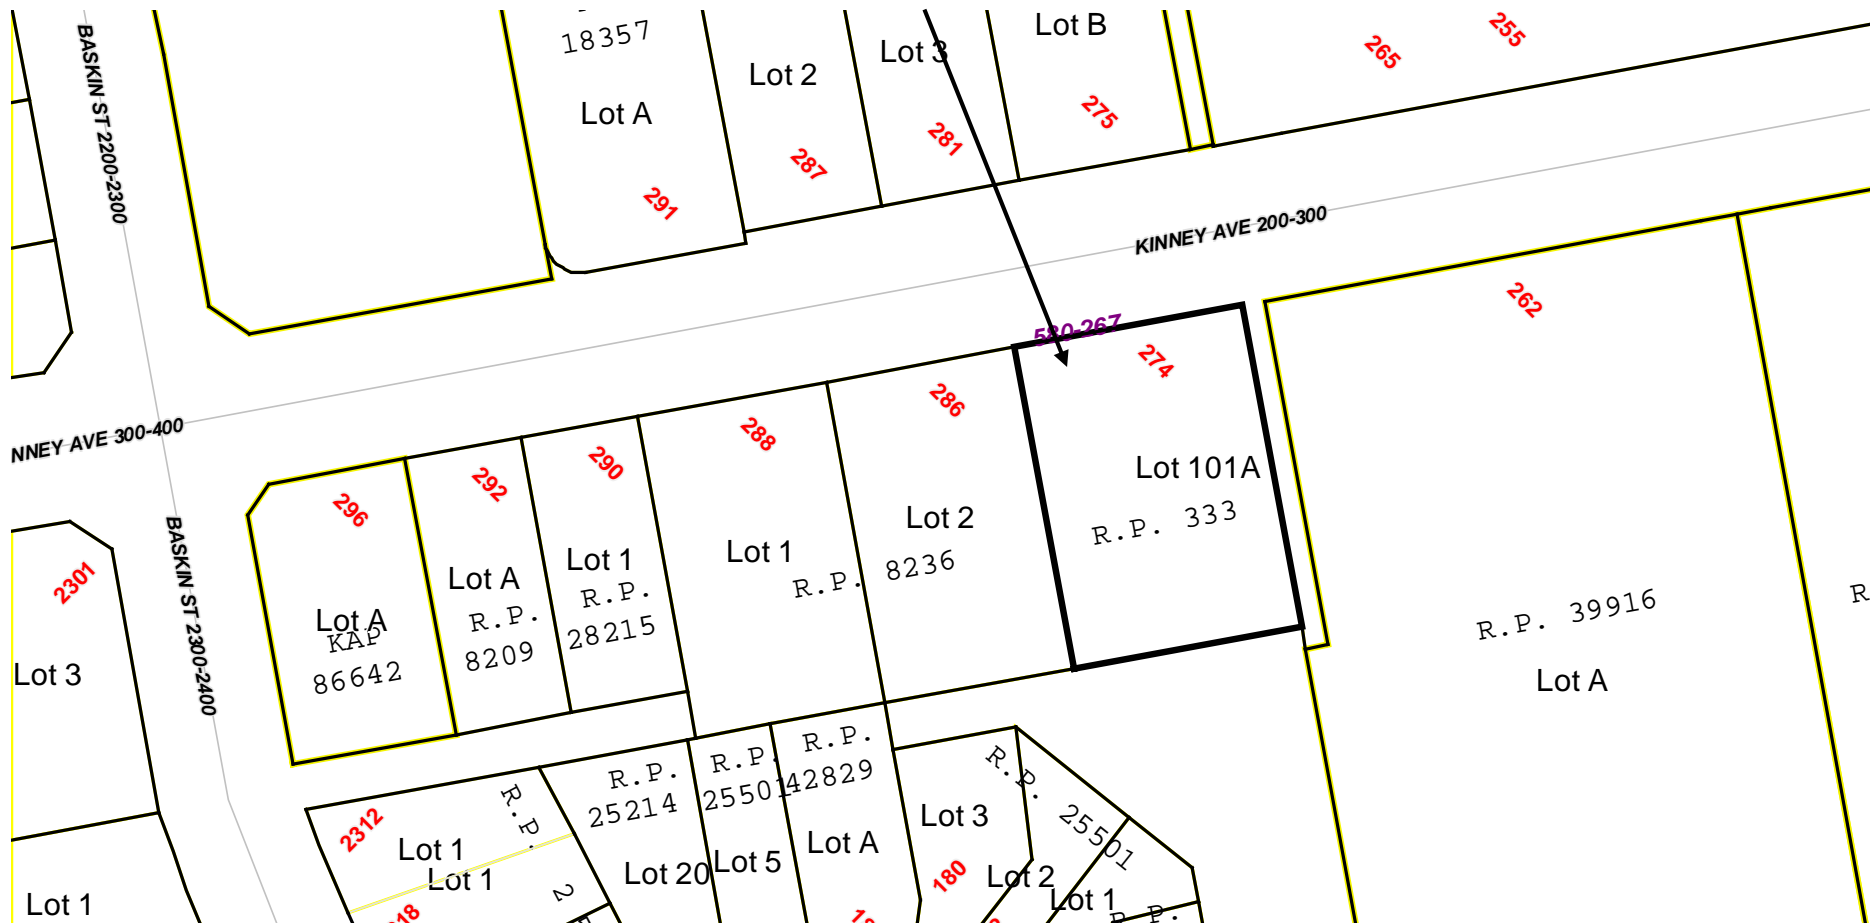 BASKIN ST 2200-2300
18357
Lot A
291
Lot 2
287
Lot 3
281
Lot B
275
265
255
KINNEY AVE 200-300
580-267
274
262
286
288
290
292
296
NNEY AVE 300-400
BASKIN ST 2300-2400
2301
Lot 3
Lot 1
Lot A
KAP
86642
Lot A
R.P.
8209
Lot 1
R.P.
28215
Lot 1
R.P. 8236
Lot 2
Lot 101A
R.P. 333
R.P. 39916
Lot A
R
2312
Lot 1
Lot 1
R.P. 2
R.P.
25214
Lot 20
R.P.
25501
Lot 5
R.P.
42829
Lot A
Lot 3
180
R.P. 25501
Lot 2
Lot 1